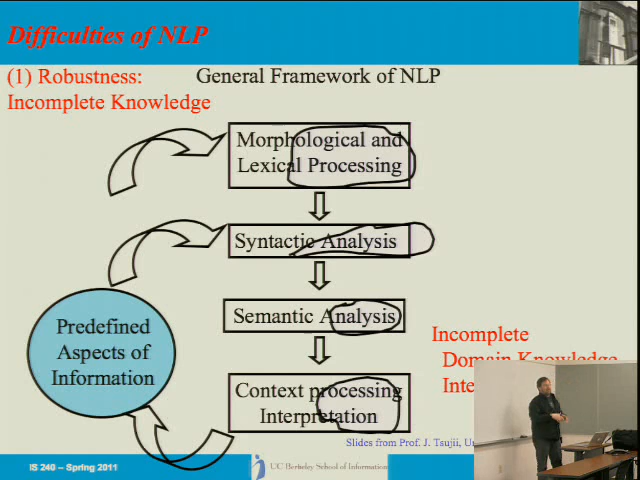 Difficulties of NLP
(1) Robustness:
Incomplete Knowledge
General Framework of NLP
Morphological and
Lexical Processing
Syntactic Analysis
Semantic Analysis
Predefined
Aspects of
Information
Incomplete
Domain Knowledge
Context processing
Interpretation
Slides from Prof. J. Tsujii,
IS 240 – Spring 2011
UC Berkeley School of Information